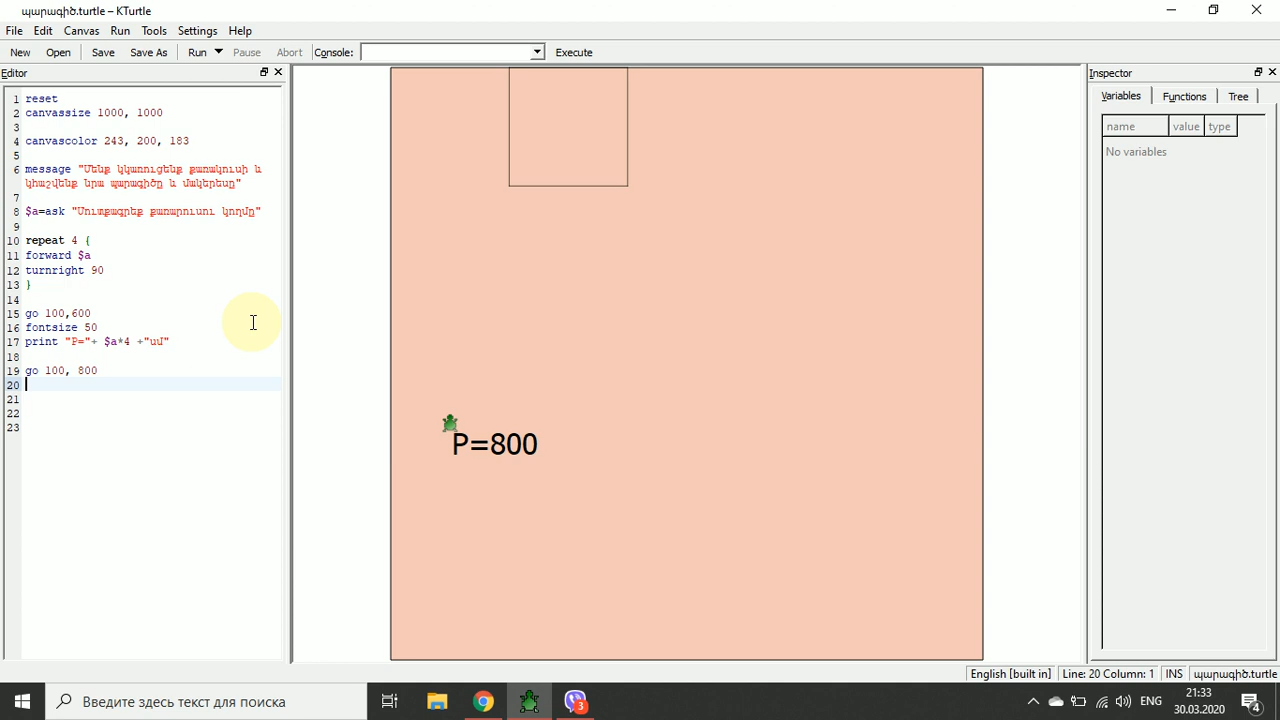 պարագիծ.turtle – KTurtle
File Edit Canvas Run Tools Settings Help
New Open Save Save As Run Pause Abort Console: Execute
Editor
Inspector
Variables Functions Tree
name value type
No variables
1 reset
2 canvassize 1000, 1000
3
4 canvascolor 243, 200, 183
5
6 message "Մենք կկառուցենք քառակուսի և
կհաշվենք նրա պարագիծը և մակերեսը"
7
8 $a=ask "Մուտքագրեք քառարուսու կողմը"
9
10 repeat 4 {
11 forward $a
12 turnright 90
13 }
14
15 go 100,600
16 fontsize 50
17 print "P="+ $a*4 +"սմ"
18
19 go 100, 800
20
21
22
23
P=800
English [built in] Line: 20 Column: 1 INS պարագիծ.turtle
Введите здесь текст для поиска
3
ENG
21:33
30.03.2020
4